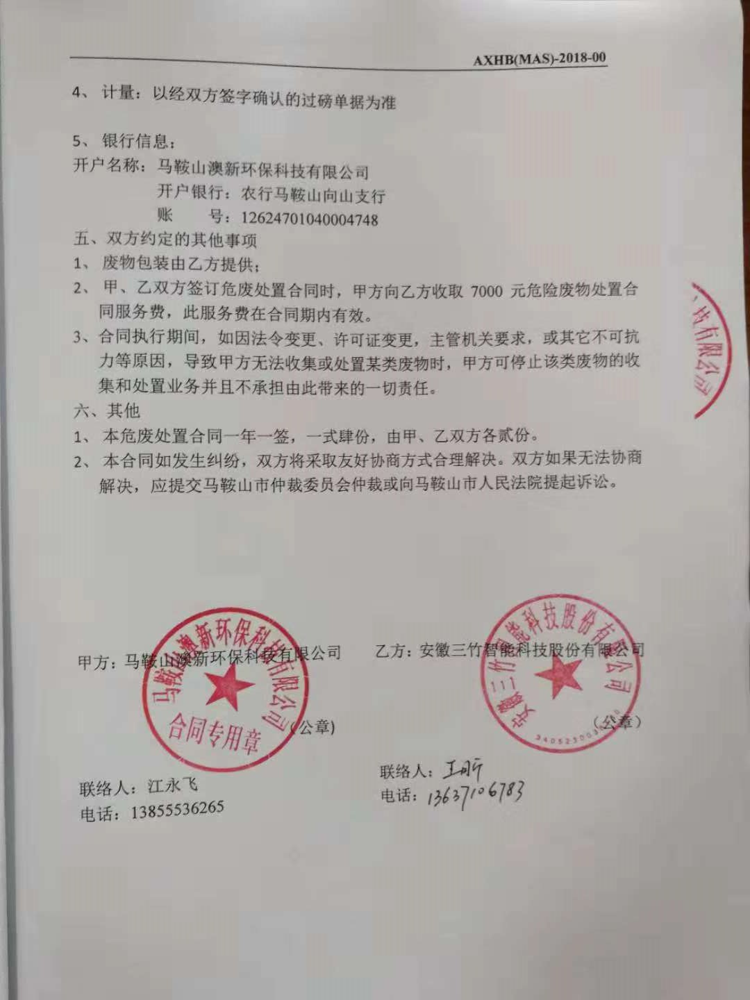 AXHB(MAS)-2018-00
4、 计量：以经双方签字确认的过磅单据为准
5、 银行信息：
开户名称：马鞍山澳新环保科技有限公司
开户银行：农行马鞍山向山支行
账 号：12624701040004748
五、双方约定的其他事项
1、 废物包装由乙方提供；
2、 甲、乙双方签订危废处置合同时，甲方向乙方收取 7000 元危险废物处置合
同服务费，此服务费在合同期内有效。
3、合同执行期间，如因法令变更、许可证变更，主管机关要求，或其它不可抗
力等原因，导致甲方无法收集或处置某类废物时，甲方可停止该类废物的收
集和处置业务并且不承担由此带来的一切责任。
六、其他
1、 本危废处置合同一年一签，一式肆份，由甲、乙双方各贰份。
2、 本合同如发生纠纷，双方将采取友好协商方式合理解决。双方如果无法协商
解决，应提交马鞍山市仲裁委员会仲裁或向马鞍山市人民法院提起诉讼。
技有限公司
甲方：马鞍山澳新环保科技有限公司
马鞍山澳新环保科技有限公司
合同专用章
（公章)
联络人：江永飞
电话：13855536265
乙方：安徽三竹智能科技股份有限公司
安徽三竹智能科技股份有限公司
（公章）
联络人：
电话：13637106783